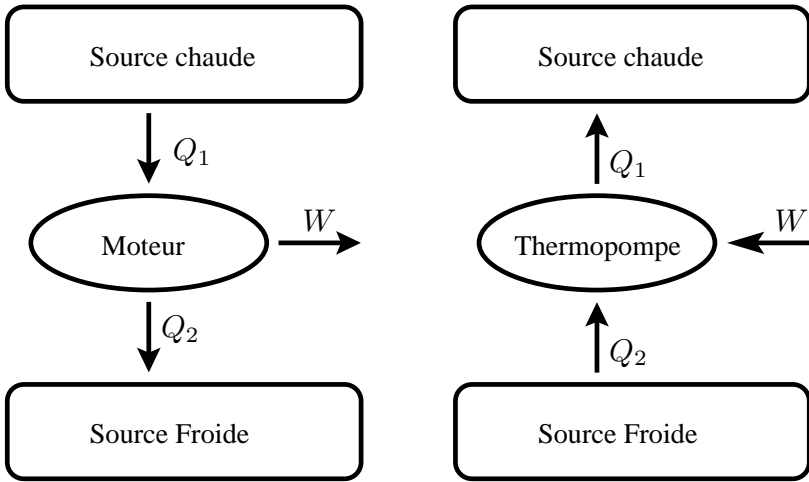 Source chaude
Q1
Moteur
W
Q2
Source Froide
Source chaude
Q1
Thermopompe
W
Q2
Source Froide